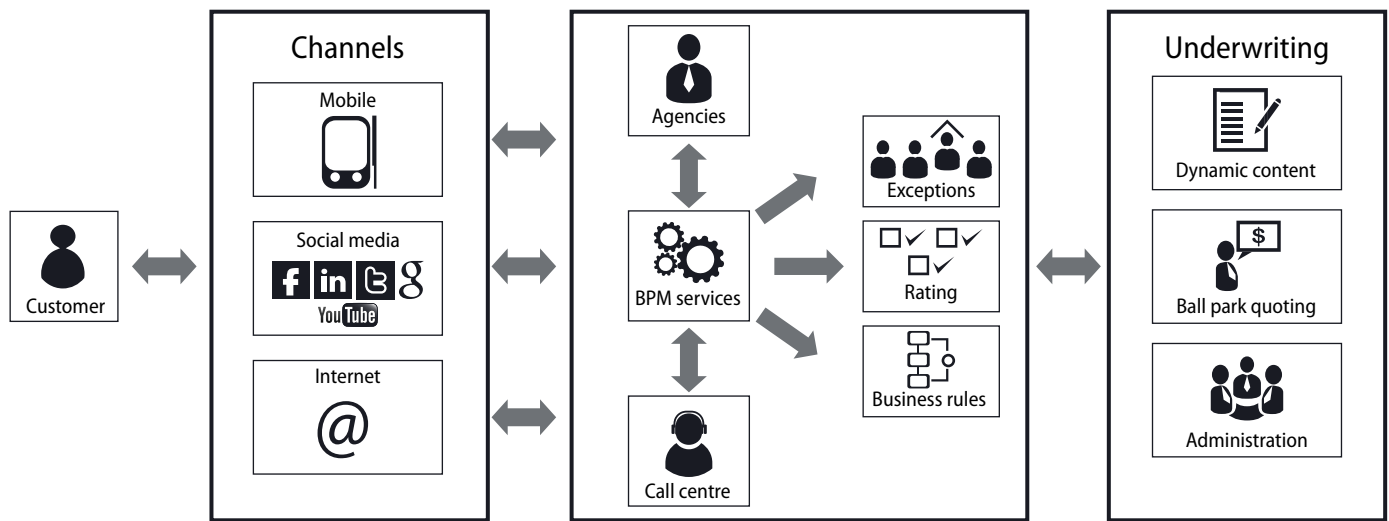 Customer
Channels
Mobile
Social media
f in t g
You Tube
Internet
@
Agencies
BPM services
Call centre
Exceptions
Rating
Business rules
Underwriting
Dynamic content
$
Ball park quoting
Administration